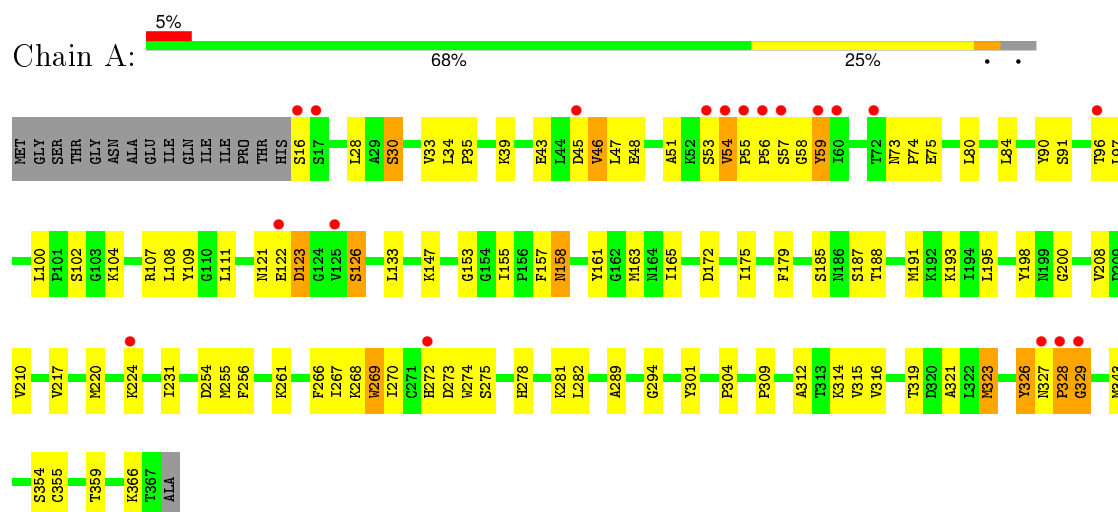 5%
Chain A:
68% 25% • •
MET GLY SER THR GLY ASN ALA GLU ILE GLN ILE ILE PRO THR HIS S16 S17 L28 A29 S30 V33 L34 P35 K39 E43 L44 D45 V46 L47 E48 A51 K52 S53 V54 P55 P56 S57 G58 Y59 I60 T72 N73 P74 E75 L80 L84 Y90 S91 T96
L100 P101 S102 G103 K104 R107 L108 Y109 G110 L111 N121 E122 D123 G124 V125 S126 L133 K147 G153 G154 I155 P156 F157 N158 Y161 G162 M163 N164 I165 D172 I175 F179 S185 N186 S187 T188 M191 K192 K193 I194 L195 Y198 N199 G200 V208
V210 V217 M220 K224 I231 D254 M255 F256 K261 F266 I267 K268 W269 I270 C271 H272 D273 W274 S275 H278 K281 L282 A289 G294 Y301 P304 P309 A312 T313 K314 V315 V316 T319 D320 A321 L322 M323 Y326 N327 P328 G329
S354 C355 T359 K366 T367 ALA